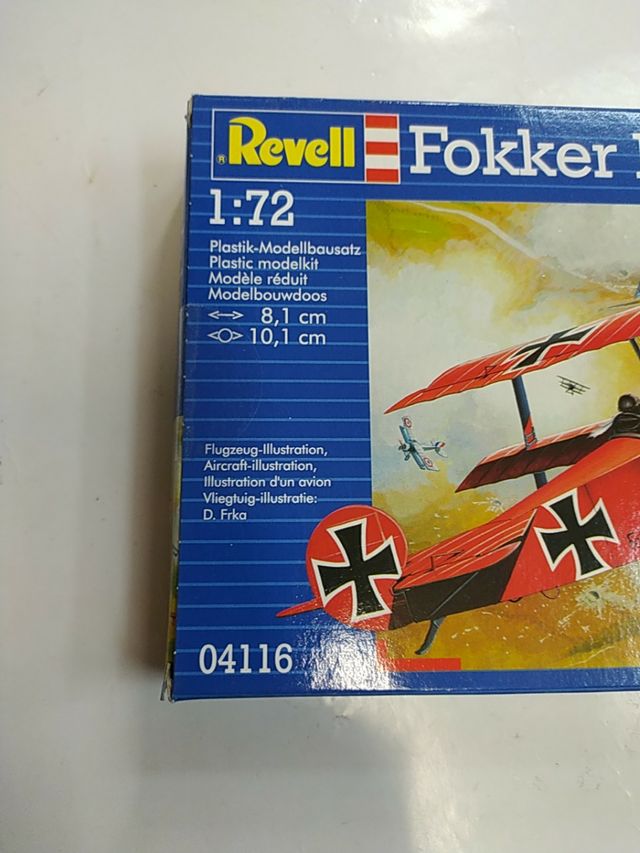 ® Revell Fokker
1:72
Plastik-Modellbausatz
Plastic modelkit
Modèle réduit
Modelbouwdoos
8,1 cm
10,1 cm
Flugzeug-Illustration,
Aircraft-illustration,
Illustration d'un avion
Vliegtuig-illustratie:
D. Frka
04116